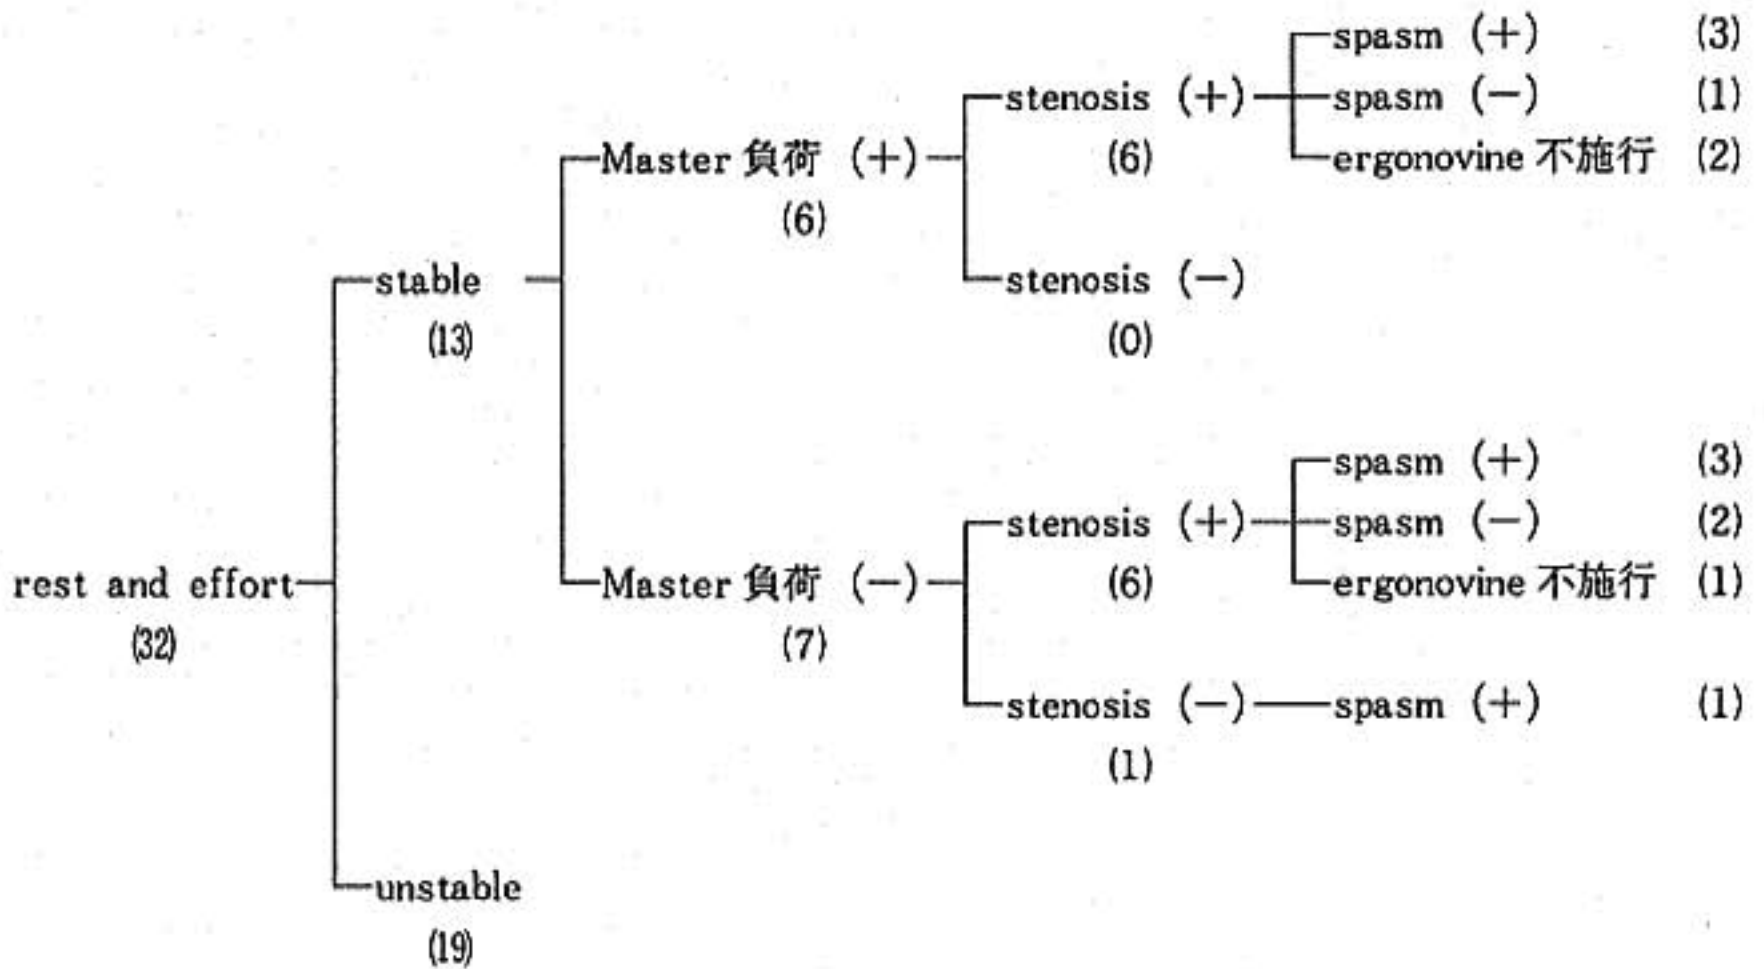 spasm (+) (3)
stenosis (+) spasm (−) (1)
Master 負荷 (+) (6) ergonovine 不施行 (2)
(6)
stable stenosis (−)
(13) (0)
spasm (+) (3)
stenosis (+) spasm (−) (2)
rest and effort Master 負荷 (−) (6) ergonovine 不施行 (1)
(32) (7)
stenosis (−) spasm (+) (1)
(1)
unstable
(19)